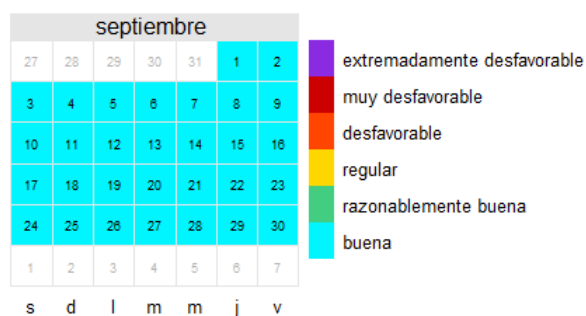 septiembre
27 28 29 30 31 1 2
3 4 5 6 7 8 9
10 11 12 13 14 15 16
17 18 19 20 21 22 23
24 25 26 27 28 29 30
1 2 3 4 5 6 7
s d l m m j v
extremadamente desfavorable
muy desfavorable
desfavorable
regular
razonablemente buena
buena